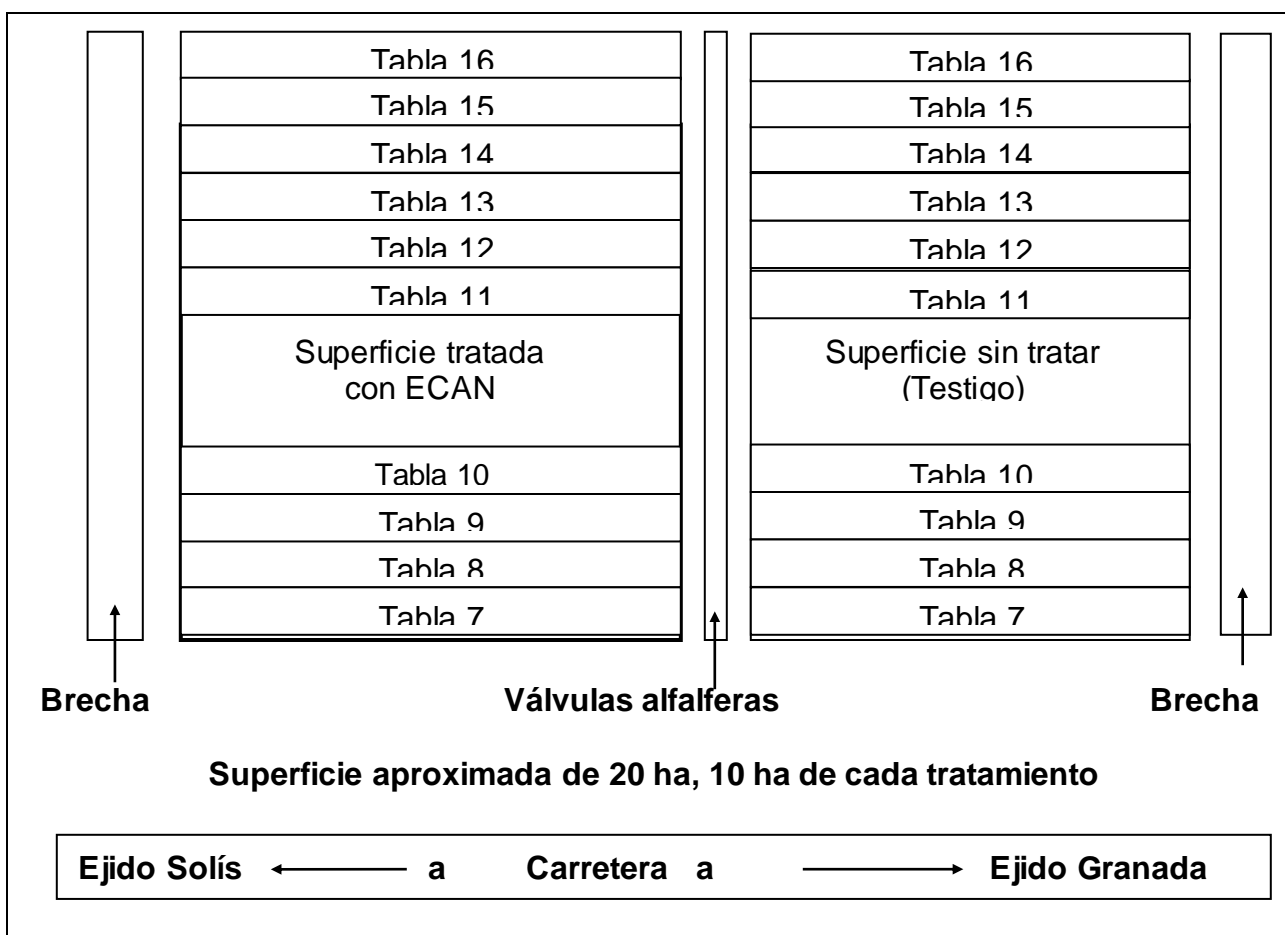 Tabla 16
Tabla 15
Tabla 14
Tabla 13
Tabla 12
Tabla 11
Superficie tratada
con ECAN
Tabla 10
Tabla 9
Tabla 8
Tabla 7
Tabla 16
Tabla 15
Tabla 14
Tabla 13
Tabla 12
Tabla 11
Superficie sin tratar
(Testigo)
Tabla 10
Tabla 9
Tabla 8
Tabla 7
Brecha
Válvulas alfalferas
Brecha
Superficie aproximada de 20 ha, 10 ha de cada tratamiento
Ejido Solís a Carretera a Ejido Granada